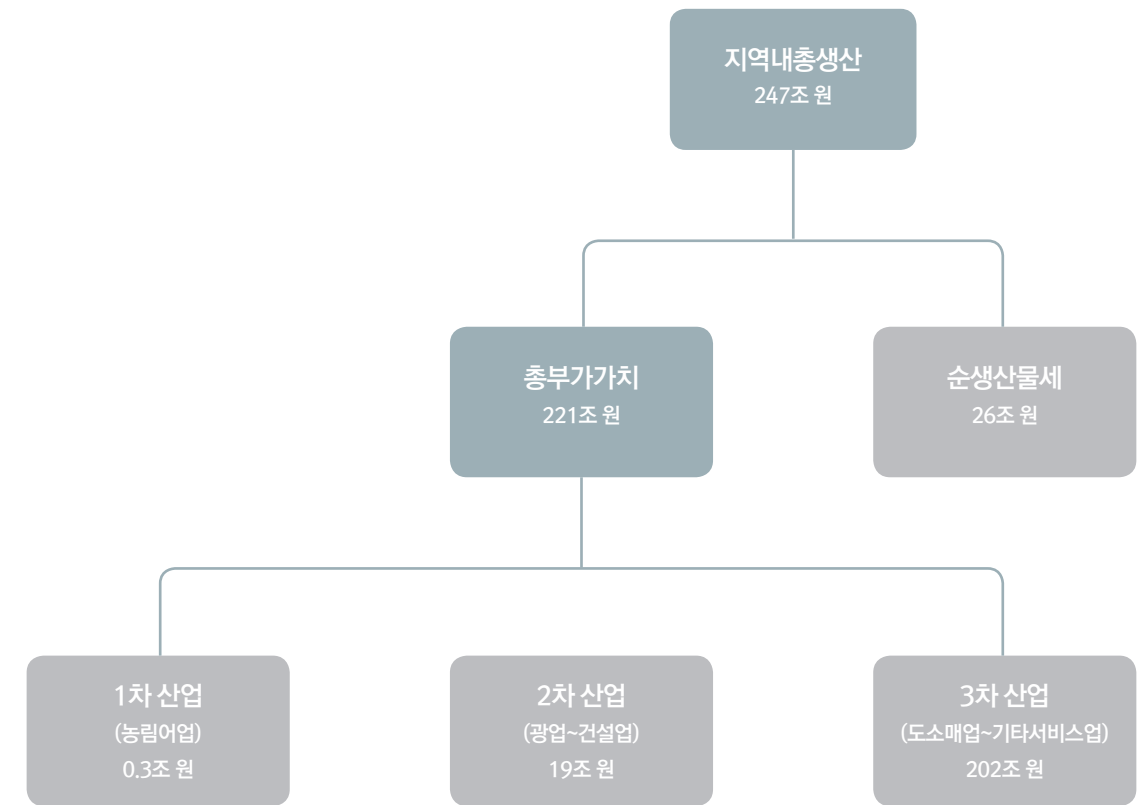 지역내총생산
247조 원
총부가가치
221조 원
순생산물세
26조 원
1차 산업
(농림어업)
0.3조 원
2차 산업
(광업~건설업)
19조 원
3차 산업
(도소매업~기타서비스업)
202조 원